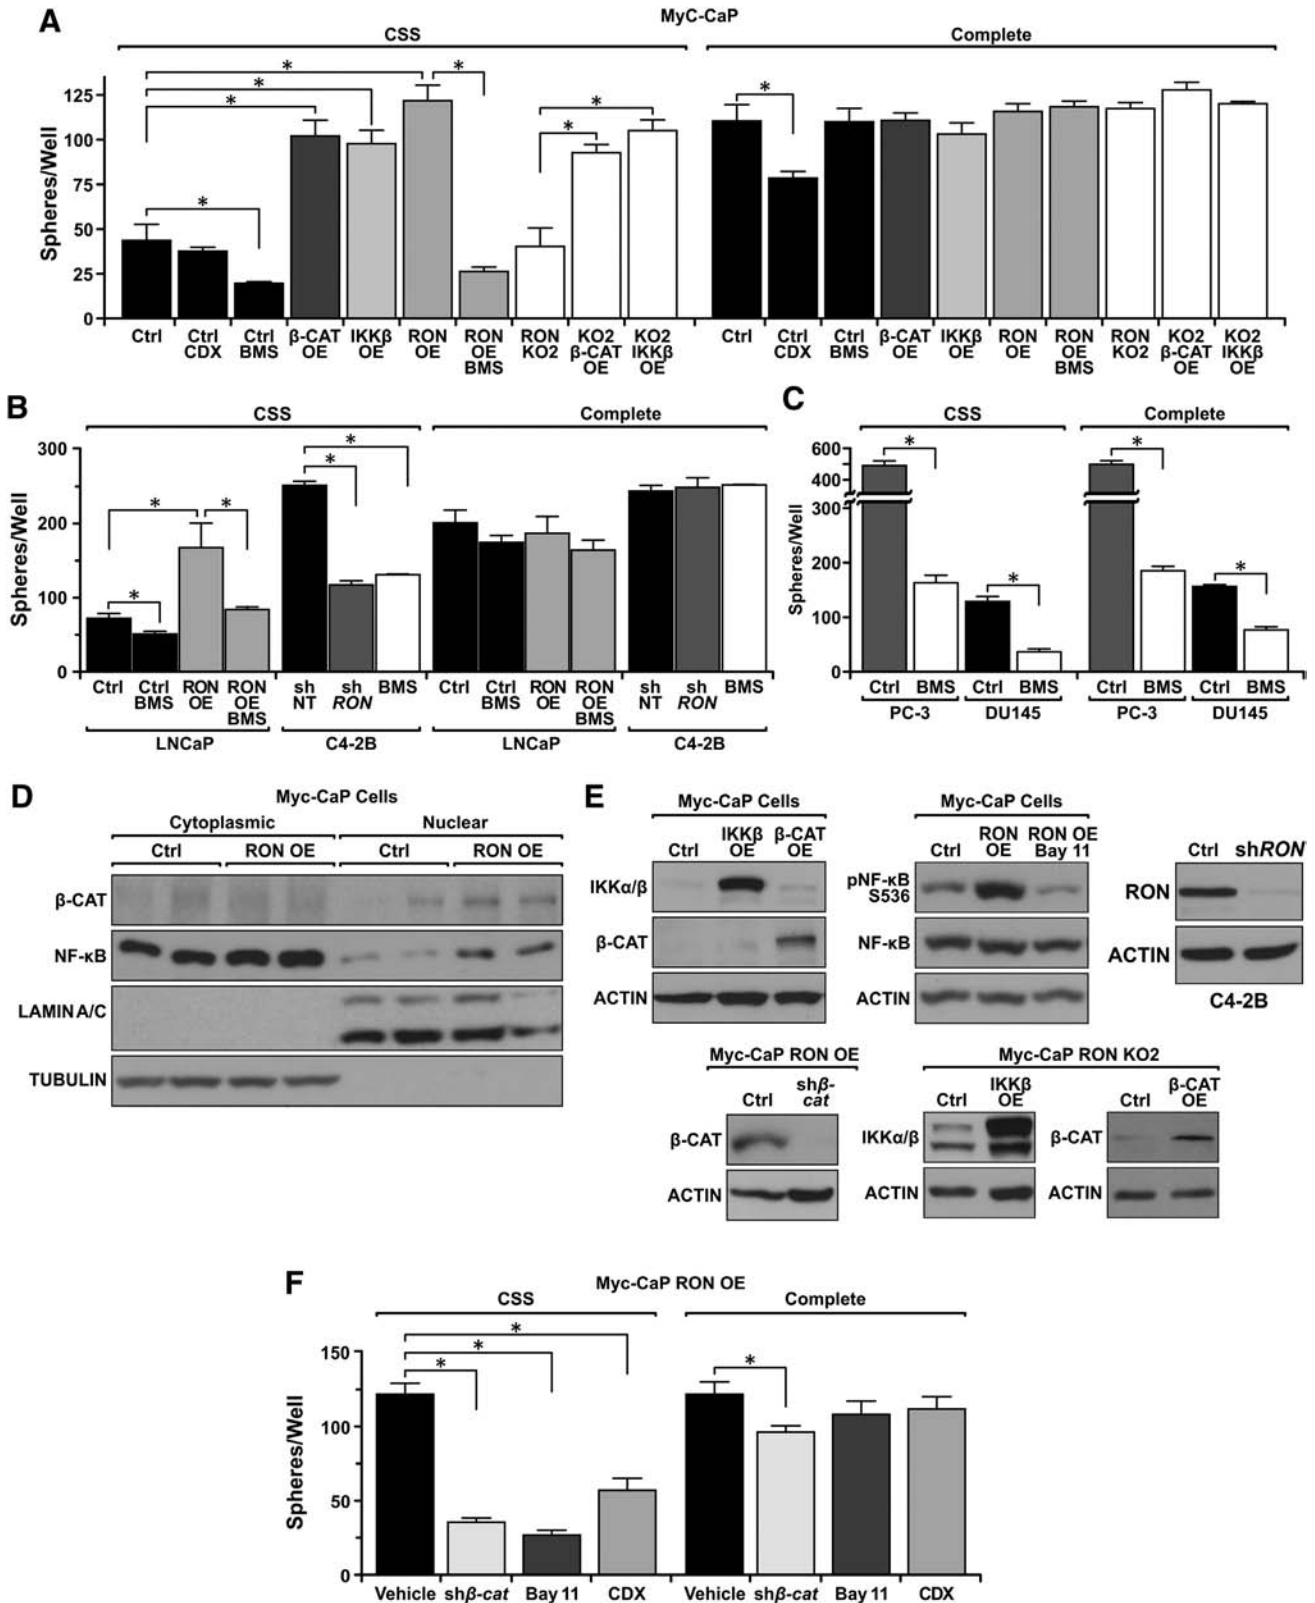 A
MyC-CaP
CSS
Complete
Spheres/Well
125
100
75
50
25
0
* * * * * * * *
Ctrl
Ctrl CDX
Ctrl BMS
β-CAT OE
IKKβ OE
RON OE
RON OE BMS
RON KO2
KO2 β-CAT OE
KO2 IKKβ OE
Ctrl
Ctrl CDX
Ctrl BMS
β-CAT OE
IKKβ OE
RON OE
RON OE BMS
RON KO2
KO2 β-CAT OE
KO2 IKKβ OE
B
CSS
Complete
Spheres/Well
300
200
100
0
* * * * *
Ctrl
Ctrl BMS
RON OE
RON OE BMS
sh NT
sh RON
BMS
Ctrl
Ctrl BMS
RON OE
RON OE BMS
sh NT
sh RON
BMS
LNCaP
C4-2B
LNCaP
C4-2B
C
CSS
Complete
Spheres/Well
600
400
300
200
100
0
* * * *
Ctrl BMS Ctrl BMS Ctrl BMS Ctrl BMS
PC-3 DU145 PC-3 DU145
D
Myc-CaP Cells
Cytoplasmic Nuclear
Ctrl RON OE Ctrl RON OE
β-CAT
NF-κB
LAMIN A/C
TUBULIN
E
Myc-CaP Cells
Ctrl
IKKβ OE
β-CAT OE
IKKα/β
β-CAT
ACTIN
Myc-CaP Cells
Ctrl
RON OE
RON OE Bay 11
pNF-κB S536
NF-κB
ACTIN
Ctrl shRON
RON
ACTIN
C4-2B
Myc-CaP RON OE
Ctrl
shβ-cat
β-CAT
ACTIN
Myc-CaP RON KO2
Ctrl
IKKβ OE
IKKα/β
ACTIN
Ctrl
β-CAT OE
β-CAT
ACTIN
F
Myc-CaP RON OE
CSS
Complete
Spheres/Well
150
100
50
0
* * * *
Vehicle shβ-cat Bay 11 CDX Vehicle shβ-cat Bay 11 CDX